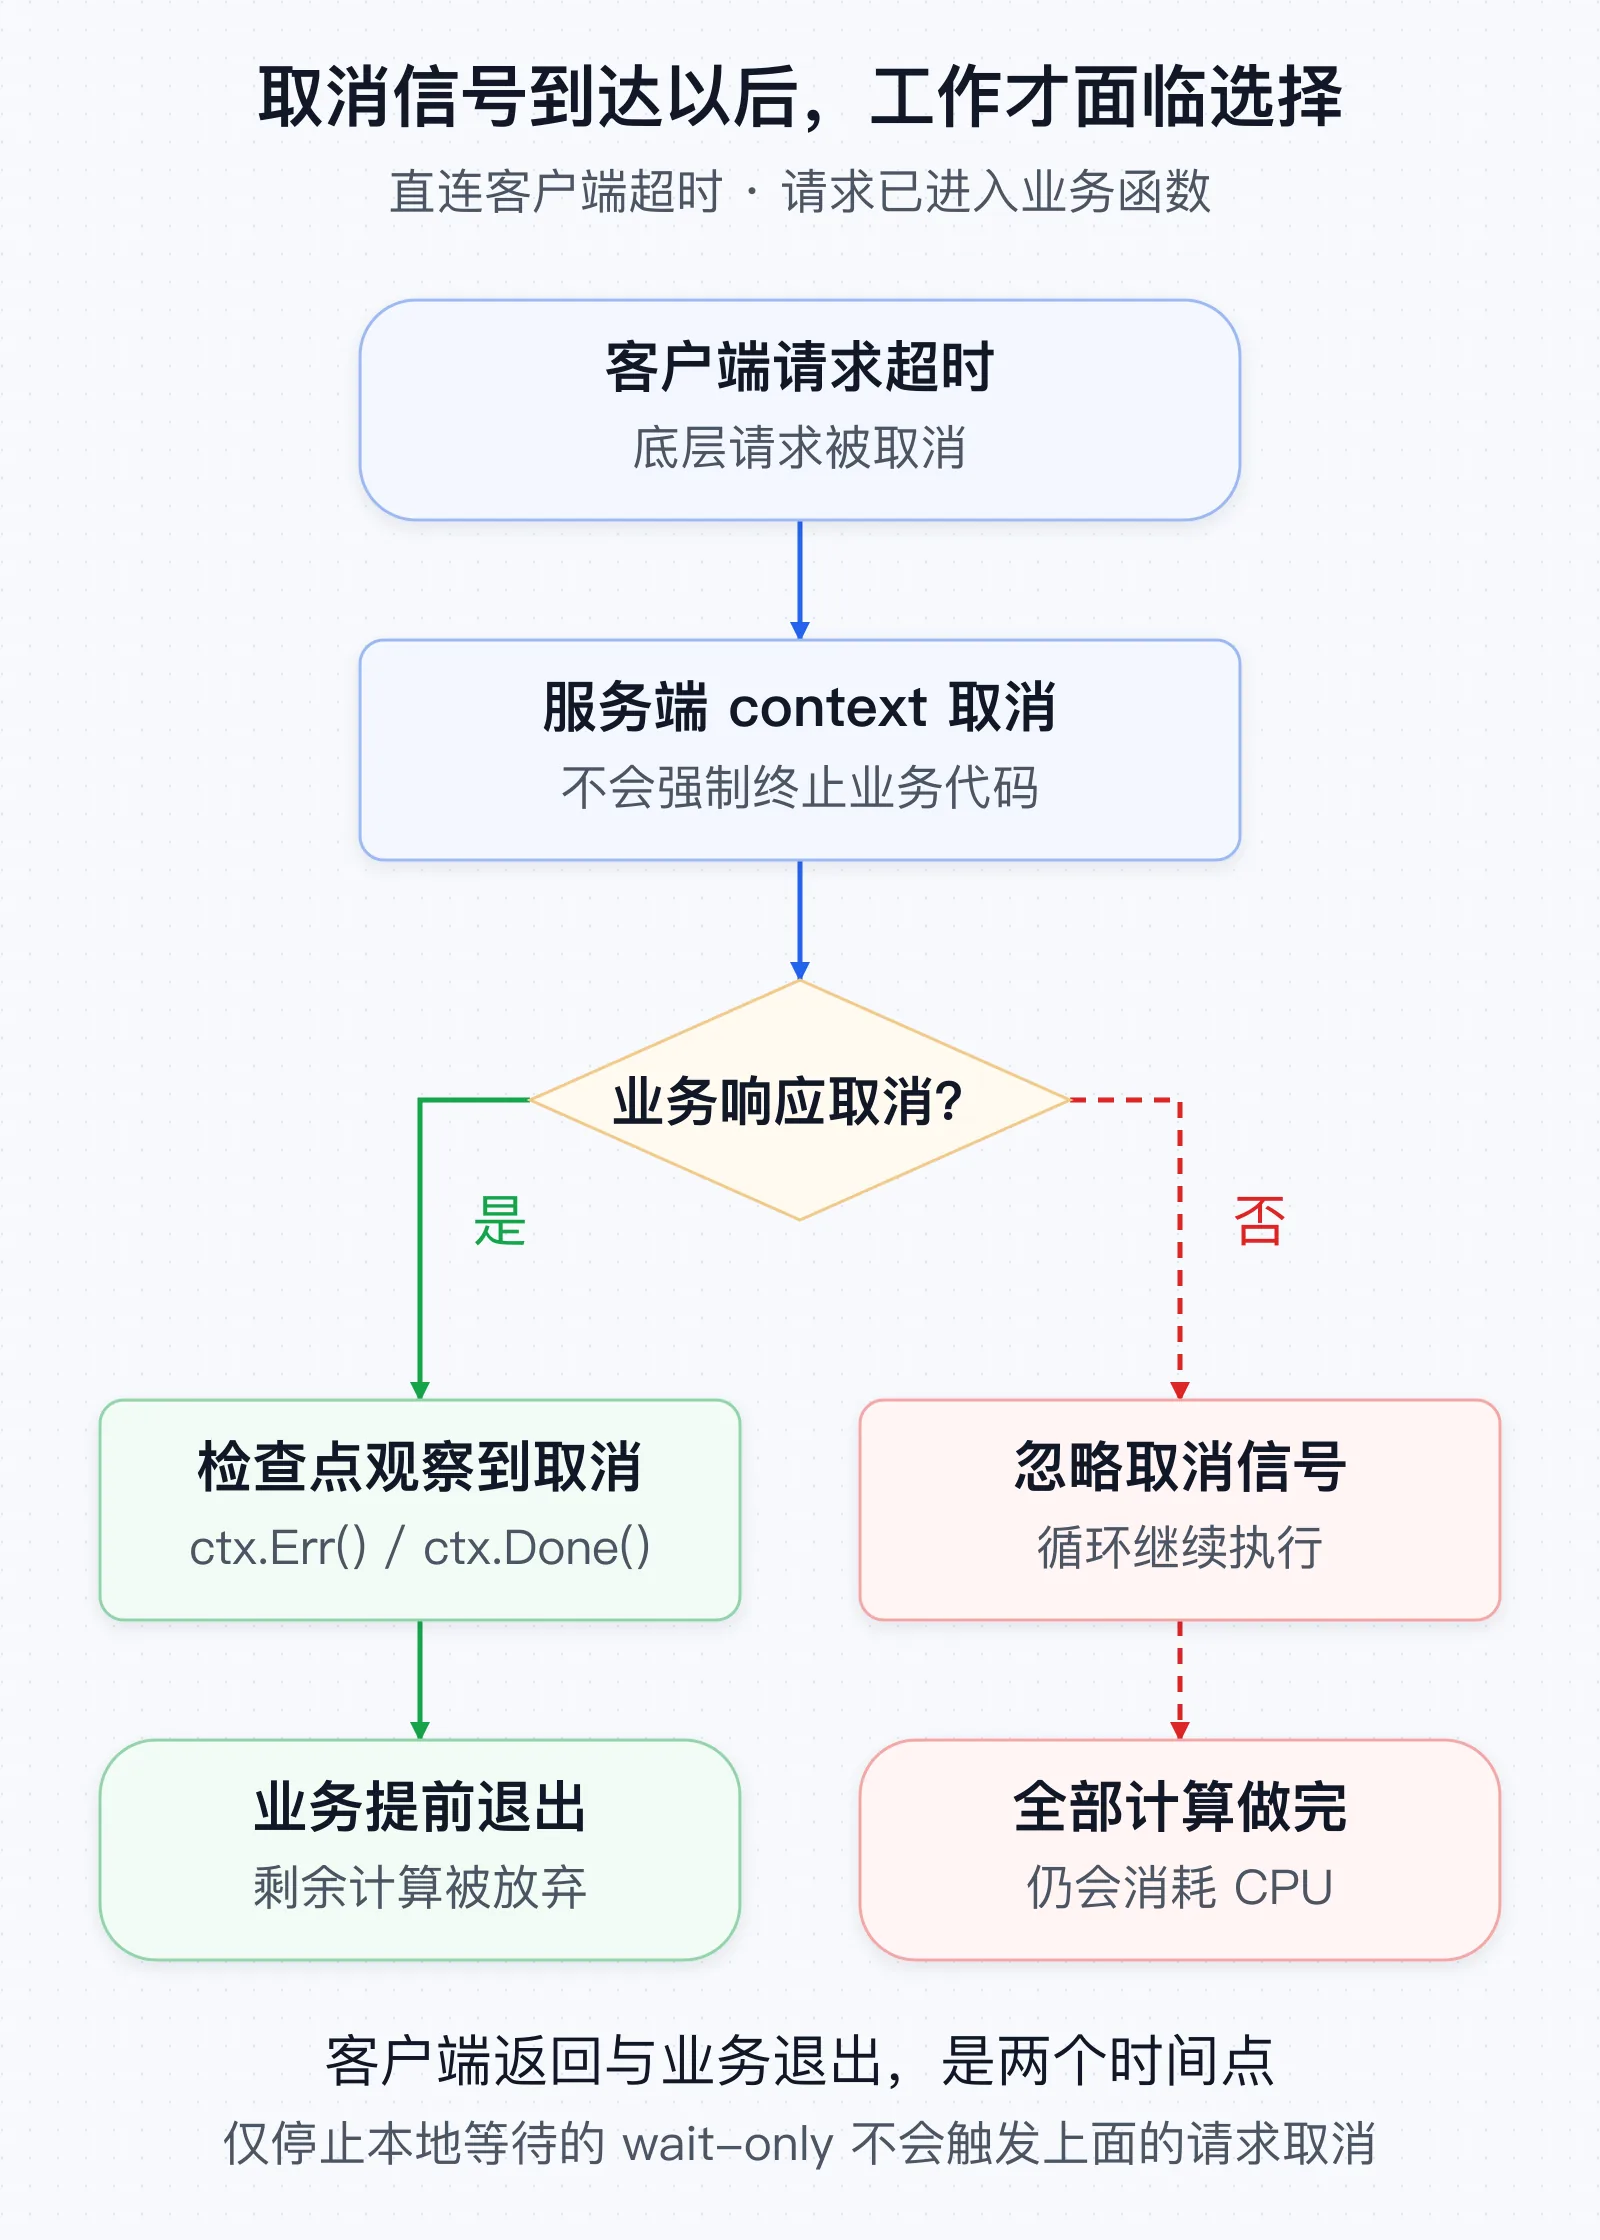 取消信号到达以后，工作才面临选择
直连客户端超时 · 请求已进入业务函数
客户端请求超时
底层请求被取消
服务端 context 取消
不会强制终止业务代码
业务响应取消?
是
否
检查点观察到取消
ctx.Err() / ctx.Done()
忽略取消信号
循环继续执行
业务提前退出
剩余计算被放弃
全部计算做完
仍会消耗 CPU
客户端返回与业务退出，是两个时间点
仅停止本地等待的 wait-only 不会触发上面的请求取消